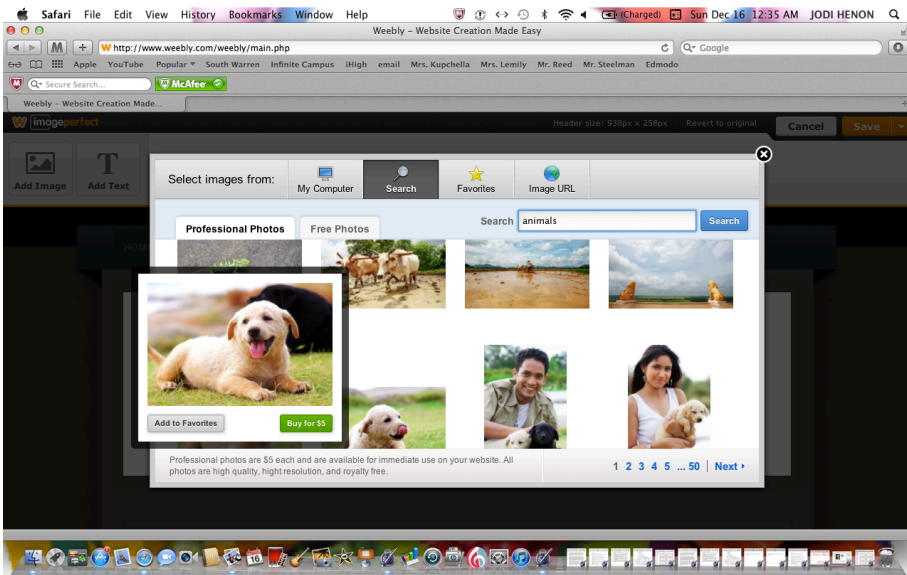 Safari File Edit View History Bookmarks Window Help (Charged) Sun Dec 16 12:35 AM JODI HENON
Weebly – Website Creation Made Easy
http://www.weebly.com/weebly/main.php Google
Apple YouTube Popular South Warren Infinite Campus iHigh email Mrs. Kupchella Mrs. Lemily Mr. Reed Mr. Steelman Edmodo
Secure Search... McAfee
Weebly – Website Creation Made...
imageperfect Header size: 938px x 258px Revert to original Cancel Save
Add Image Add Text
Select images from: My Computer Search Favorites Image URL
Professional Photos Free Photos Search animals Search
HOM
Add to Favorites Buy for $5
Professional photos are $5 each and are available for immediate use on your website. All
photos are high quality, hight resolution, and royalty free.
1 2 3 4 5 ... 50 | Next